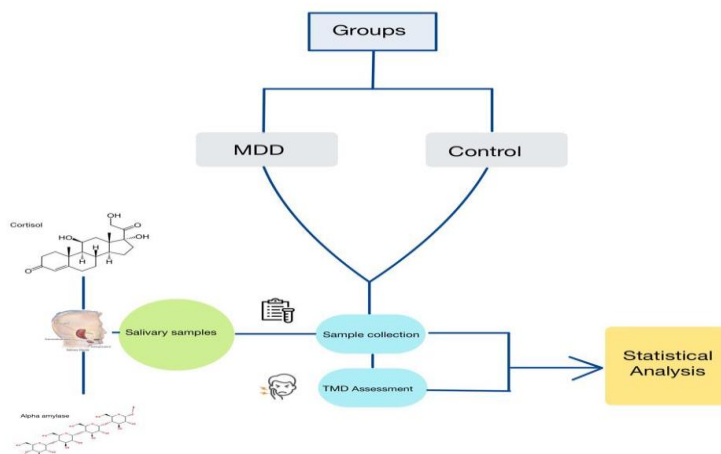 Groups
MDD
Control
Cortisol
OH
O
HO
OH
H
H
H
O
Salivary samples
Sample collection
TMD Assessment
Statistical
Analysis
Alpha amylase